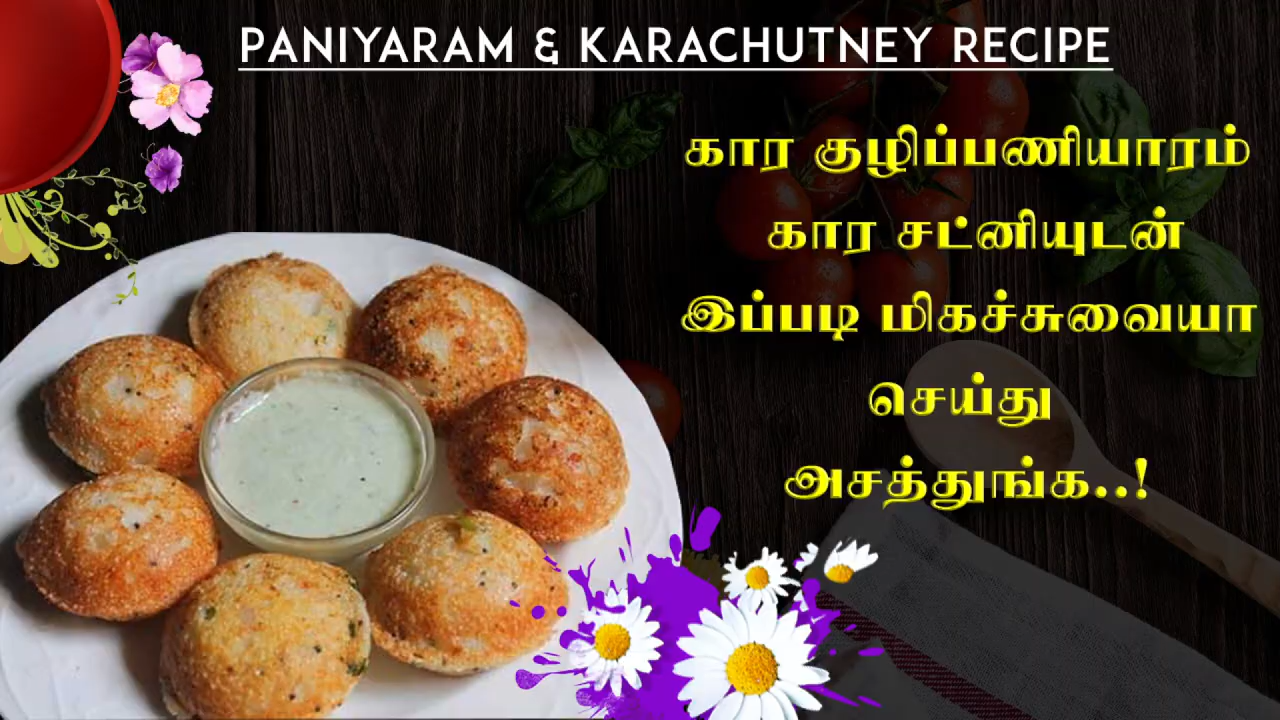 PANIYARAM & KARACHUTNEY RECIPE
கார குழிப்பணியாரம்
கார சட்னியுடன்
இப்படி மிகச்சுவையா
செய்து
அசத்துங்க..!